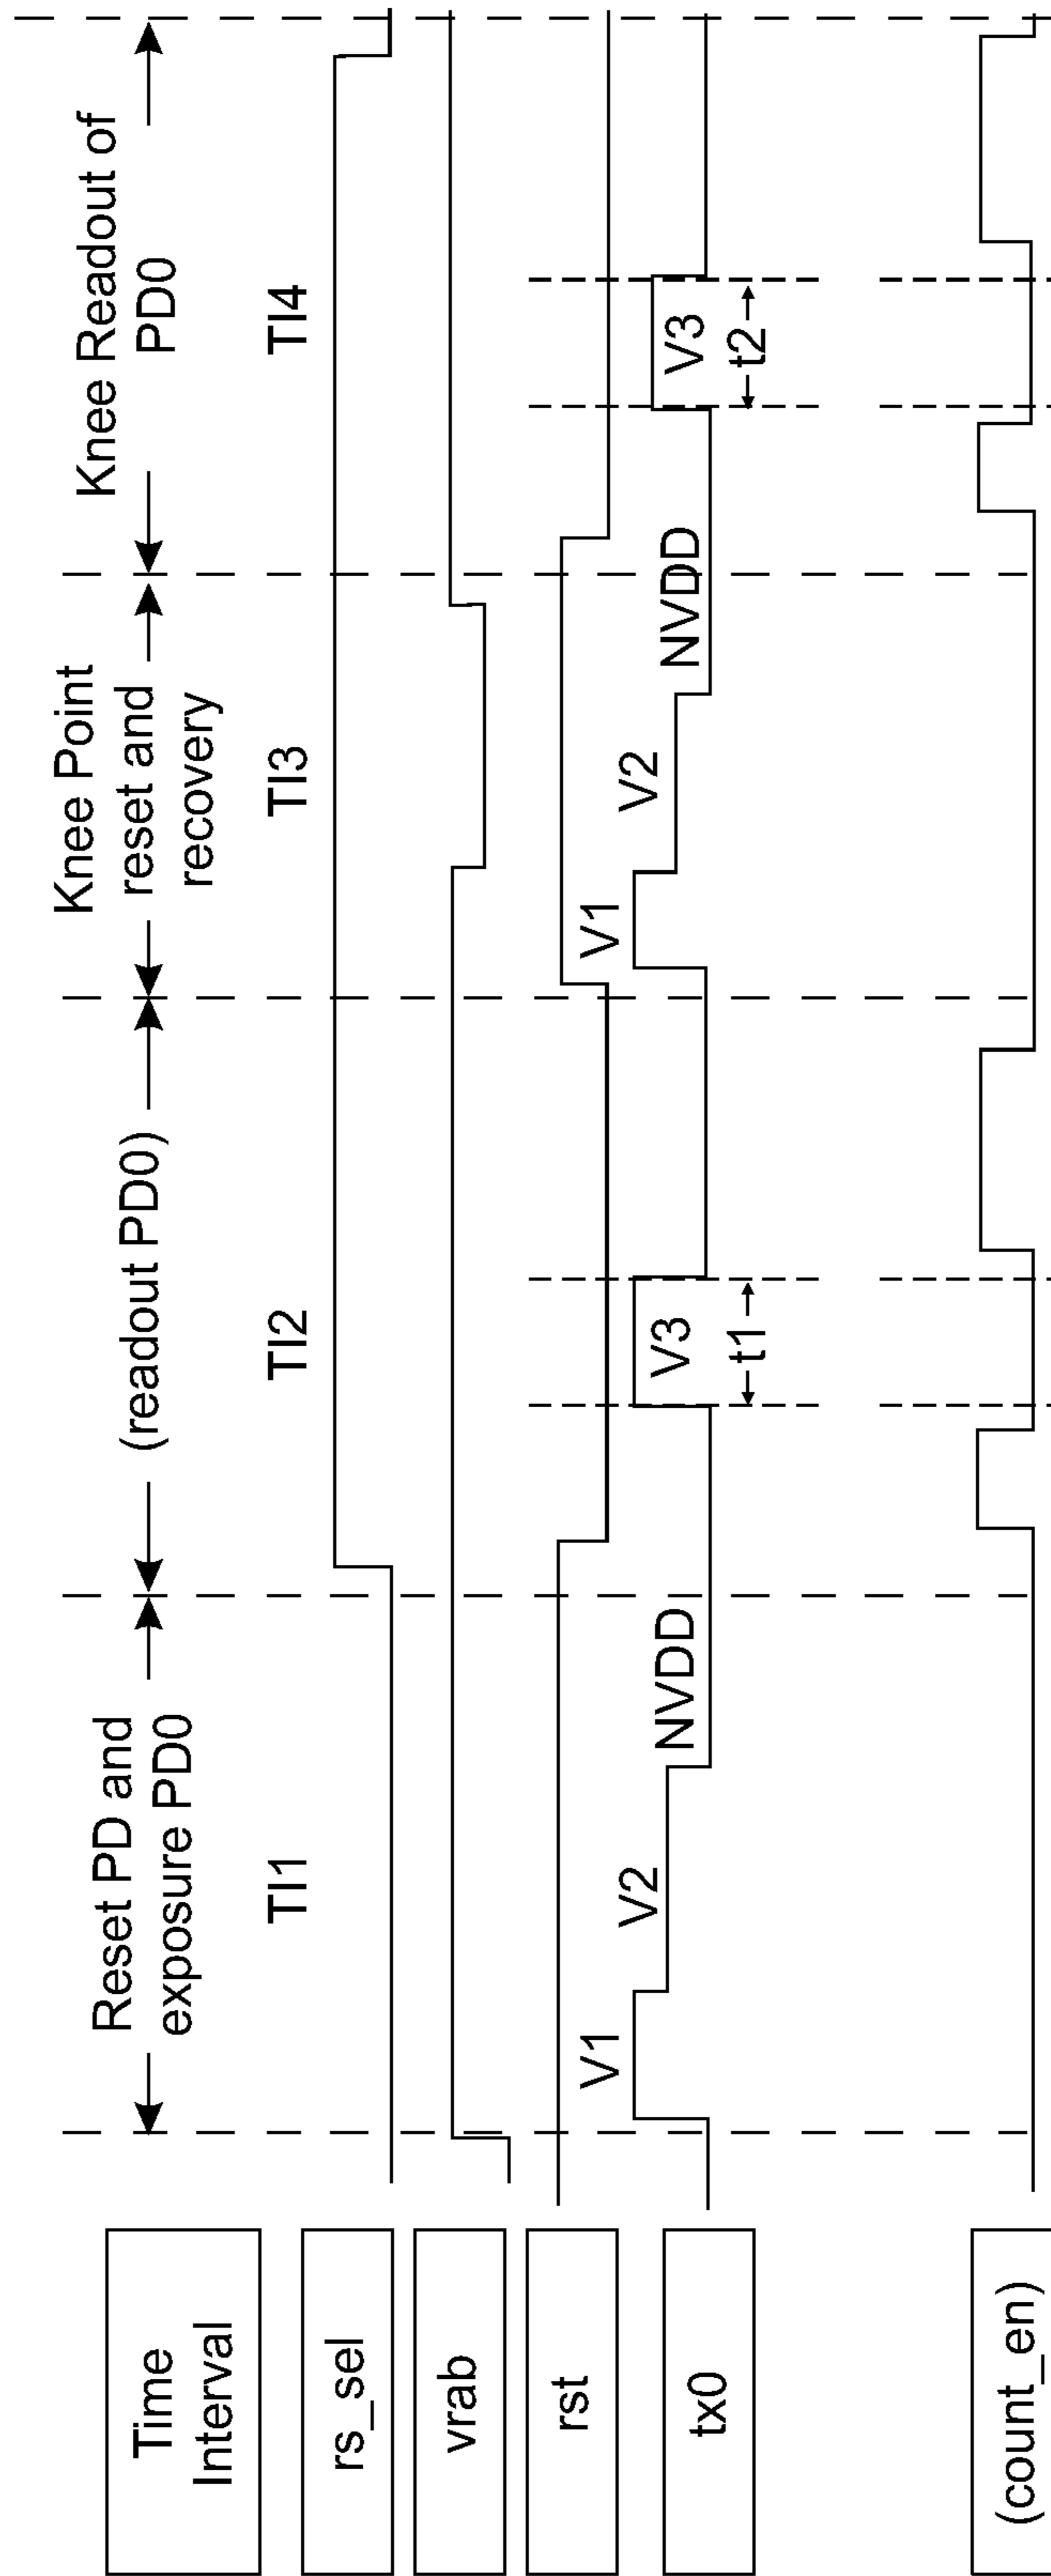 Time
Interval
Reset PD and
exposure PD0
(readout PD0)
Knee Point
reset and
recovery
Knee Readout of
PD0
TI1
TI2
TI3
TI4
rs_sel
vrab
rst
tx0
V1
V2
NVDD
V3
t1
V1
V2
NVDD
V3
t2
(count_en)